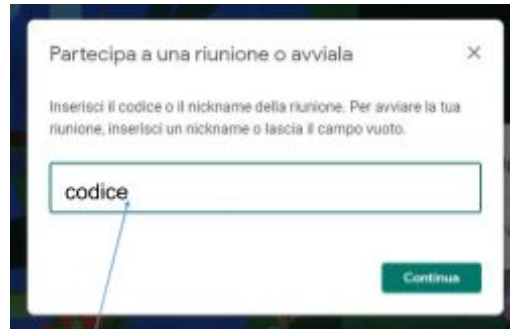 Partecipa a una riunione o avviala
Inserisci il codice o il nickname della riunione. Per avviare la tua
riunione, inserisci un nickname o lascia il campo vuoto.
codice
Continua